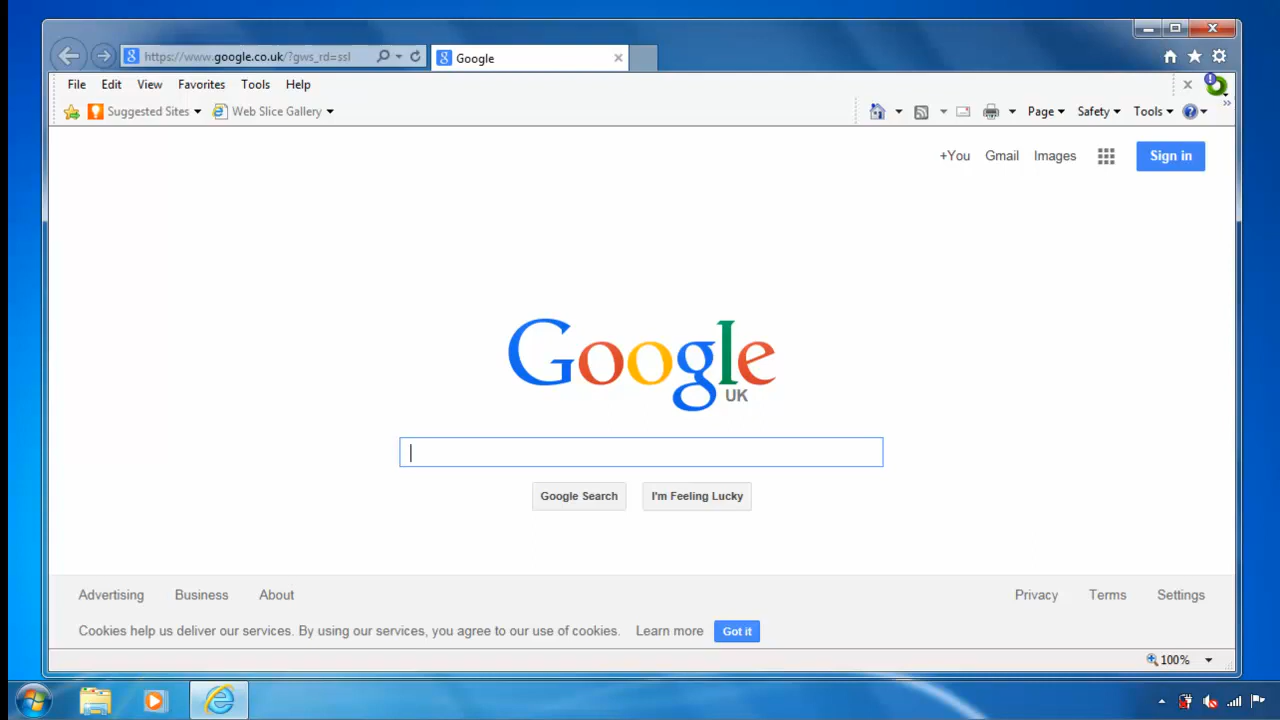 https://www.google.co.uk/?gws_rd=ssl
Google
File Edit View Favorites Tools Help
Suggested Sites Web Slice Gallery Page Safety Tools
+You Gmail Images Sign in
Google
UK
Google Search I'm Feeling Lucky
Advertising Business About Privacy Terms Settings
Cookies help us deliver our services. By using our services, you agree to our use of cookies. Learn more Got it
100%